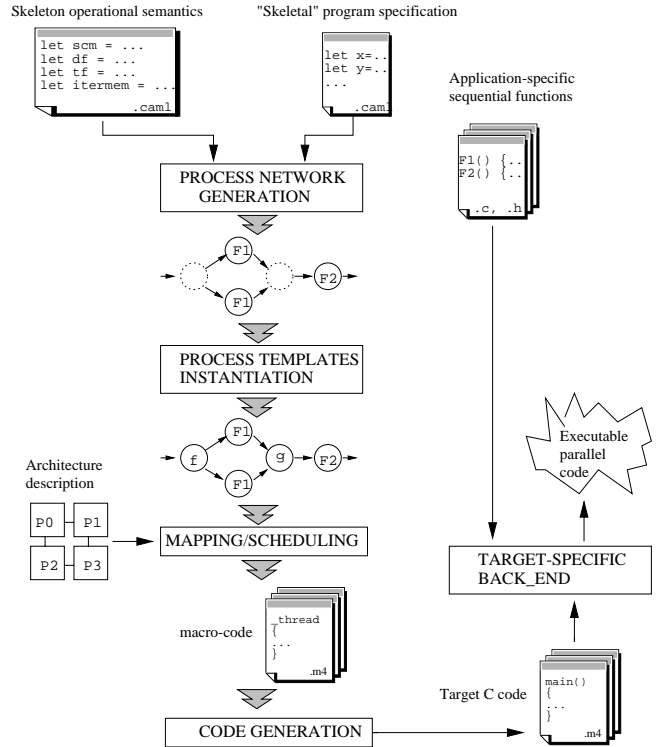 Skeleton operational semantics
"Skeletal" program specification
let scm = ...
let df = ...
let tf = ...
let itermem = ...
.caml
let x=..
let y=..
...
.caml
Application-specific
sequential functions
F1() {..
F2() {..
.c, .h
PROCESS NETWORK
GENERATION
F1
F2
F1
PROCESS TEMPLATES
INSTANTIATION
F1
f
g
F2
F1
Executable
parallel
code
Architecture
description
P0
P1
P2
P3
MAPPING/SCHEDULING
TARGET-SPECIFIC
BACK_END
macro-code
_thread
{
...
}
.m4
Target C code
main()
{
...
}
.m4
CODE GENERATION